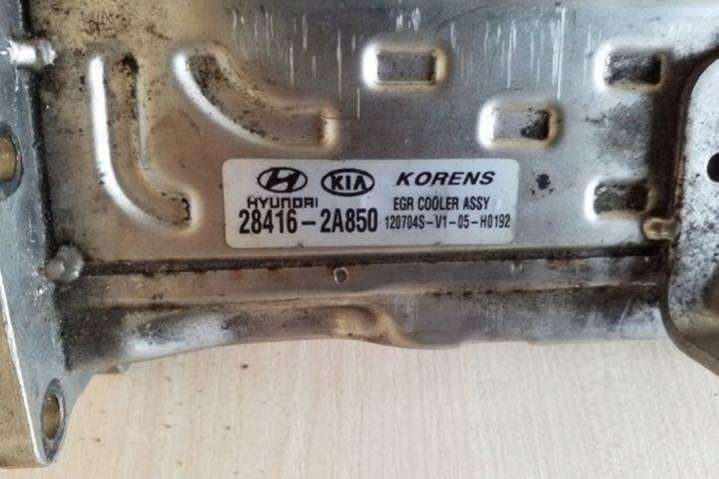 HYUNDAI KIA KORENS
EGR COOLER ASSY
28416-2A850 120704S-V1-05-H0192